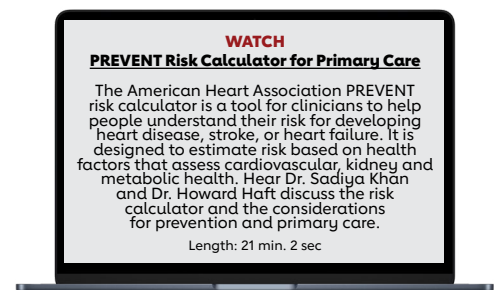 WATCH
PREVENT Risk Calculator for Primary Care
The American Heart Association PREVENT
risk calculator is a tool for clinicians to help
people understand their risk for developing
heart disease, stroke, or heart failure. It is
designed to estimate risk based on health
factors that assess cardiovascular, kidney and
metabolic health. Hear Dr. Sadiya Khan
and Dr. Howard Haft discuss the risk
calculator and the considerations
for prevention and primary care.
Length: 21 min. 2 sec